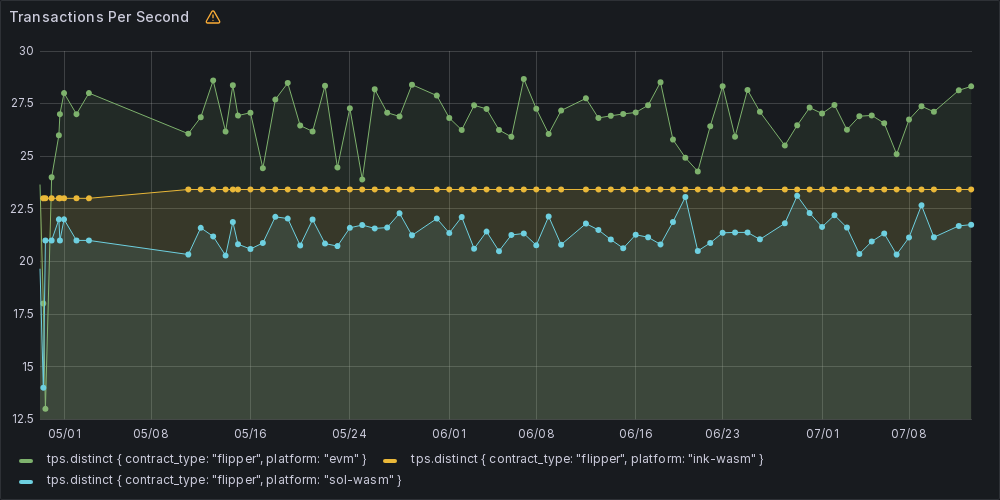 Transactions Per Second
30
27.5
25
22.5
20
17.5
15
12.5
05/01 05/08 05/16 05/24 06/01 06/08 06/16 06/23 07/01 07/08
tps.distinct { contract_type: "flipper", platform: "evm" } tps.distinct { contract_type: "flipper", platform: "ink-wasm" }
tps.distinct { contract_type: "flipper", platform: "sol-wasm" }